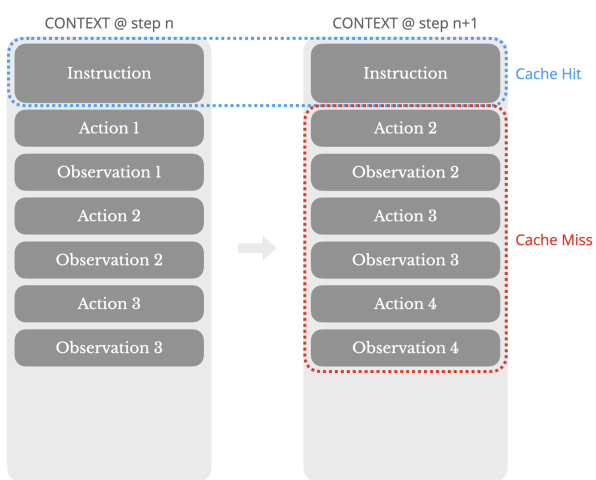 CONTEXT @ step n
CONTEXT @ step n+1
Instruction
Instruction
Cache Hit
Action 1
Action 2
Observation 1
Observation 2
Action 2
Action 3
Cache Miss
Observation 2
Observation 3
Action 3
Action 4
Observation 3
Observation 4